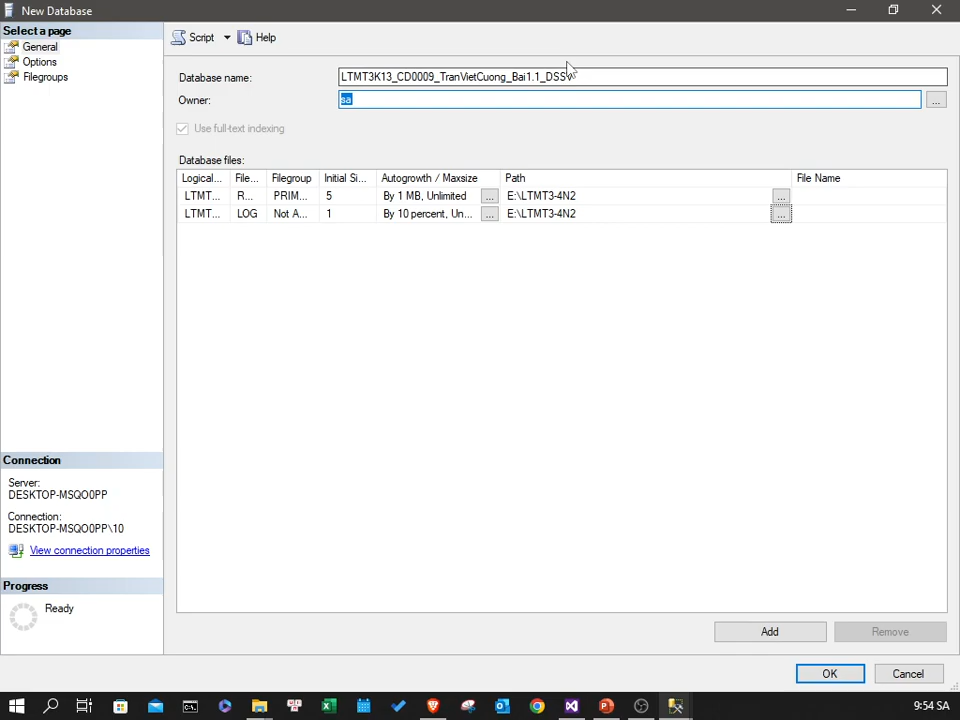 New Database
Select a page
General
Options
Filegroups
Script
Help
Database name:
LTMT3K13_CD0009_TranVietCuong_Bai1.1_DSSV
Owner:
sa
...
Use full-text indexing
Database files:
Logical... File... Filegroup Initial Si... Autogrowth / Maxsize Path File Name
LTMT... R... PRIM... 5 By 1 MB, Unlimited ... E:\LTMT3-4N2 ...
LTMT... LOG Not A... 1 By 10 percent, Un... ... E:\LTMT3-4N2 ...
Connection
Server:
DESKTOP-MSQO0PP
Connection:
DESKTOP-MSQO0PP\10
View connection properties
Progress
Ready
Add
Remove
OK
Cancel
9:54 SA